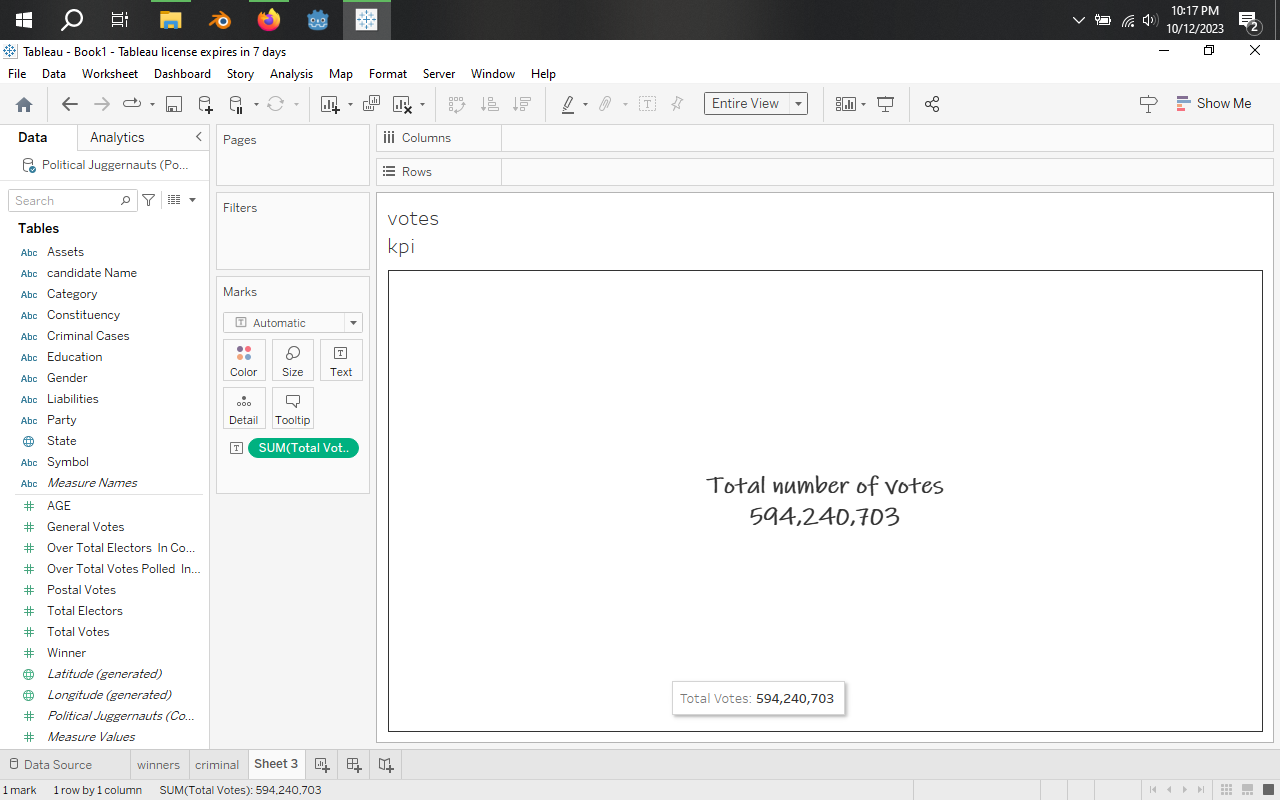 10:17 PM
10/12/2023
2
Tableau - Book1 - Tableau license expires in 7 days
File Data Worksheet Dashboard Story Analysis Map Format Server Window Help
Entire View
Show Me
Data Analytics
Political Juggernauts (Po...
Search
Tables
Abc Assets
Abc candidate Name
Abc Category
Abc Constituency
Abc Criminal Cases
Abc Education
Abc Gender
Abc Liabilities
Abc Party
State
Abc Symbol
Abc Measure Names
# AGE
# General Votes
# Over Total Electors In Co...
# Over Total Votes Polled In...
# Postal Votes
# Total Electors
# Total Votes
# Winner
Latitude (generated)
Longitude (generated)
# Political Juggernauts (Co...
# Measure Values
Pages
Filters
Marks
T Automatic
Color Size T Text
Detail Tooltip
T SUM(Total Vot..
Columns
Rows
votes
kpi
Total number of votes
594,240,703
Total Votes: 594,240,703
Data Source winners criminal Sheet 3
1 mark 1 row by 1 column SUM(Total Votes): 594,240,703